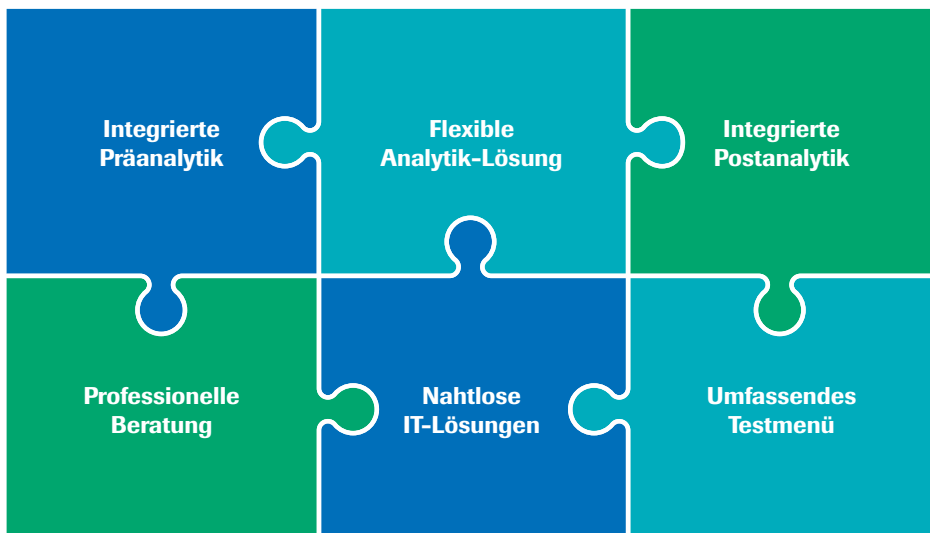 Integrierte
Präanalytik
Flexible
Analytik-Lösung
Integrierte
Postanalytik
Professionelle
Beratung
Nahtlose
IT-Lösungen
Umfassendes
Testmenü